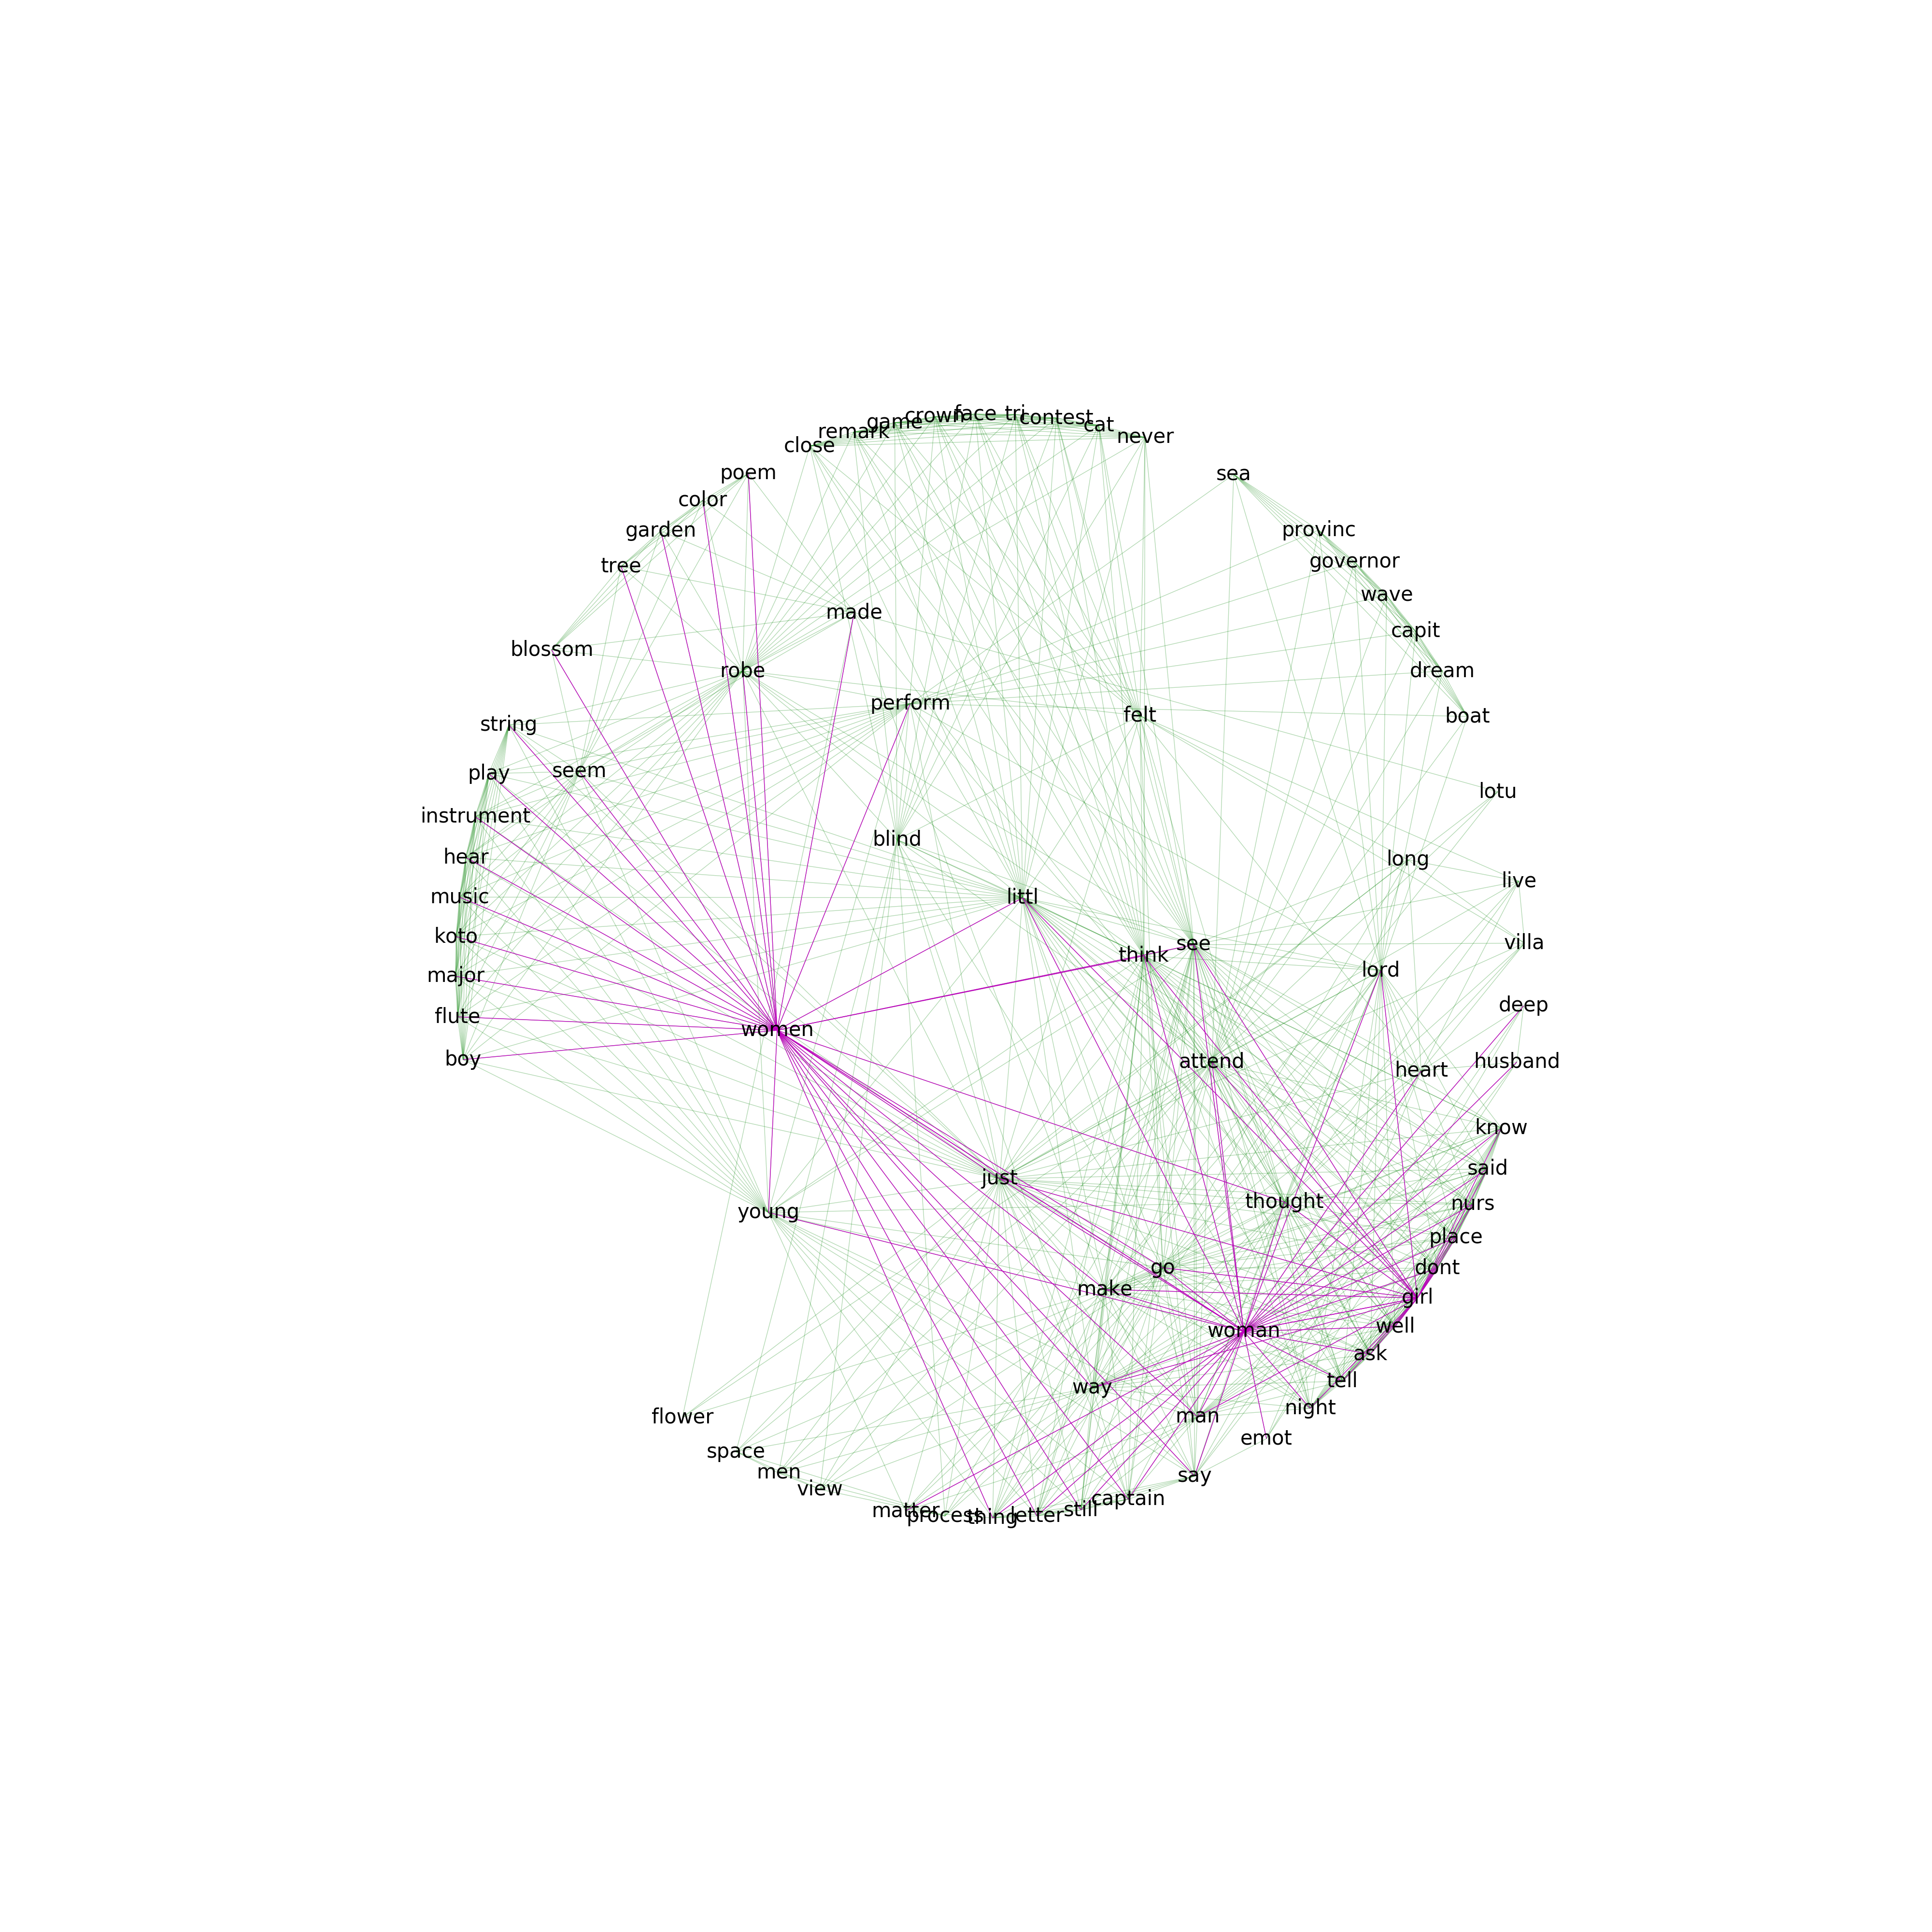 crown face tri contest
game cat
remark never
close
poem sea
color
garden provinc
tree governor
wave
made capit
blossom
robe dream
perform felt boat
string
play seem
instrument lotu
blind
hear long
music littl live
koto
think see villa
major lord
flute deep
women
boy attend husband
heart
know
just said
young thought nurs
place
go dont
make girl
woman well
ask
way tell
flower man night
emot
space
men say
view
matter captain
process thing letter still